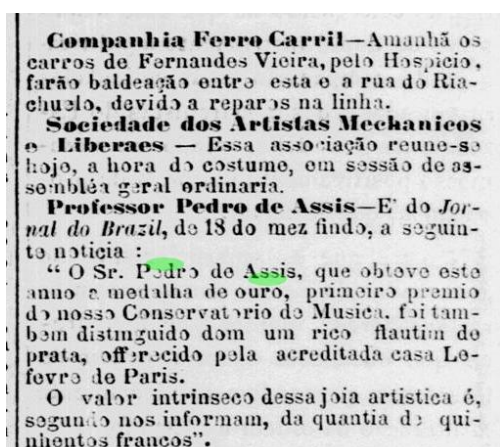 Companhia Ferro Carril—Amanhã os
carros de Fernandes Vieira, pelo Hospicio,
farão baldeação entre esta e a rua do Ria-
chuelo, devido a reparos na linha.
Sociedade dos Artistas Mechanicos
e Liberaes — Essa associação reune-se
hoje, a hora do costume, em sessão de as-
sembléa geral ordinaria.
Professor Pedro de Assis—E' do Jor-
nal do Brazil, de 18 do mez findo, a seguin-
te noticia :
“ O Sr. Pedro de Assis, que obteve este
anno a medalha de ouro, primeiro premio
do nosso Conservatorio de Musica, foi tam-
bem distinguido dom um rico flautim de
prata, offerecido pela acreditada casa Le-
fevre de Paris.
O valor intrinseco dessa joia artistica é,
segundo nos informam, da quantia de qui-
nhentos francos”.